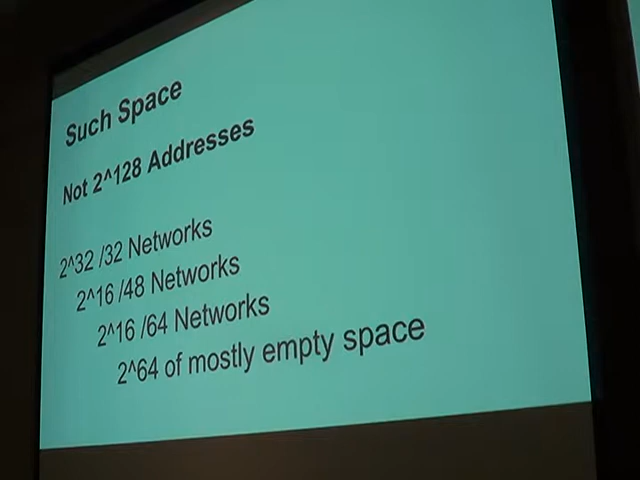 Such Space
Not 2^128 Addresses
2^32 /32 Networks
2^16 /48 Networks
2^16 /64 Networks
2^64 of mostly empty space